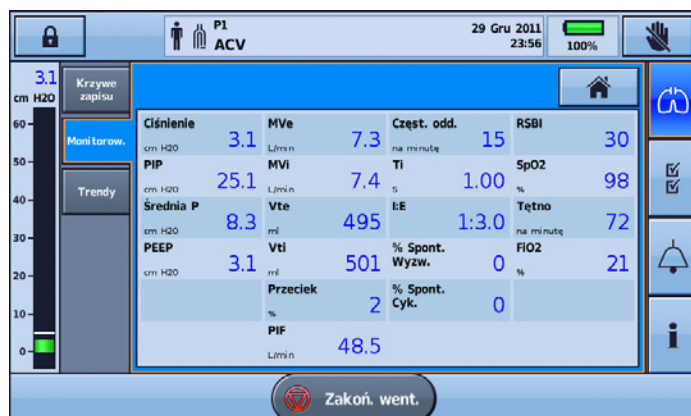 P1
ACV
29 Gru 2011
23:56
100%
3.1
cm H2O
60
50
40
30
20
10
0
Krzywe
zapisu
Monitorow.
Trendy
Ciśnienie
cm H2O 3.1
MVe
L/min 7.3
Częst. odd.
na minutę 15
RSBI
30
PIP
cm H2O 25.1
MVi
L/min 7.4
Ti
s 1.00
SpO2
% 98
Średnia P
cm H2O 8.3
Vte
ml 495
I:E
1:3.0
Tętno
na minutę 72
PEEP
cm H2O 3.1
Vti
ml 501
% Spont.
Wyzw. 0
FiO2
% 21
Przeciek
% 2
% Spont.
Cyk. 0
PIF
L/min 48.5
Zakoń. went.